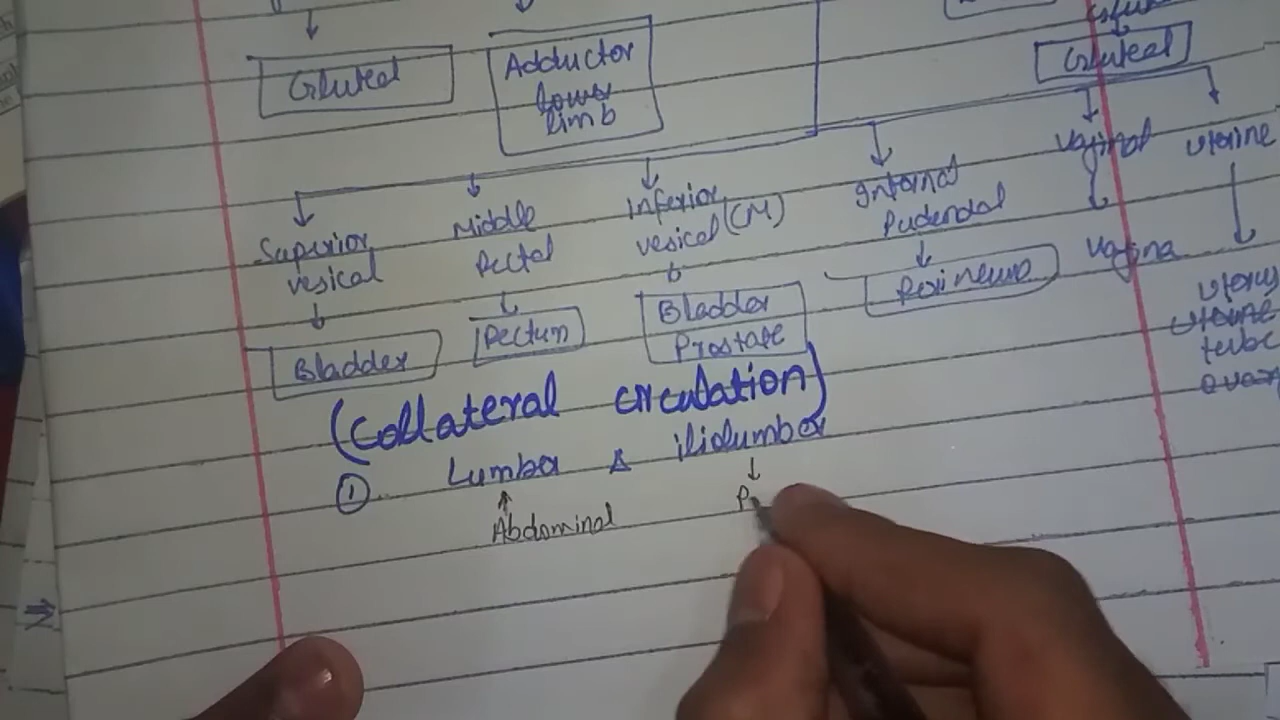 Gluteal
Adductor
lower
limb
Gluteal
Superior
vesical
Middle
Rectal
Inferior
vesical (M)
Internal
Pudendal
Vaginal
Uterine
Bladder
Rectum
Bladder
Prostate
Perineum
Vagina
Uterus
Uterine
tube
(Collateral circulation)
① Lumbar & iliolumbar
Abdominal
P